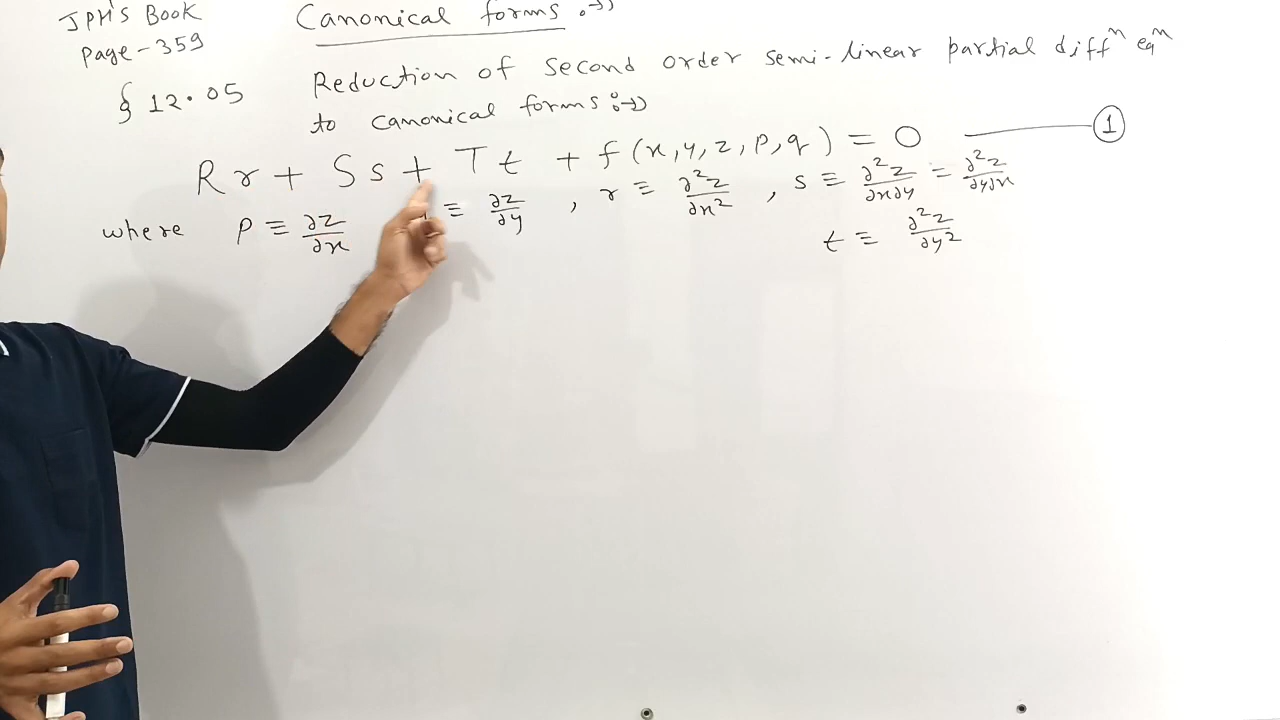 JPH'S Book
Page-359
§ 12.05
Canonical forms :→
Reduction of second order semi-linear partial diffⁿ eqⁿ
to canonical forms :→
Rr + Ss + Tt + f(x,y,z,p,q) = 0 ——— ①
where p ≡ ∂z/∂x ≡ ∂z/∂y , r ≡ ∂²z/∂x² , s ≡ ∂²z/∂x∂y = ∂²z/∂y∂x
t ≡ ∂²z/∂y²